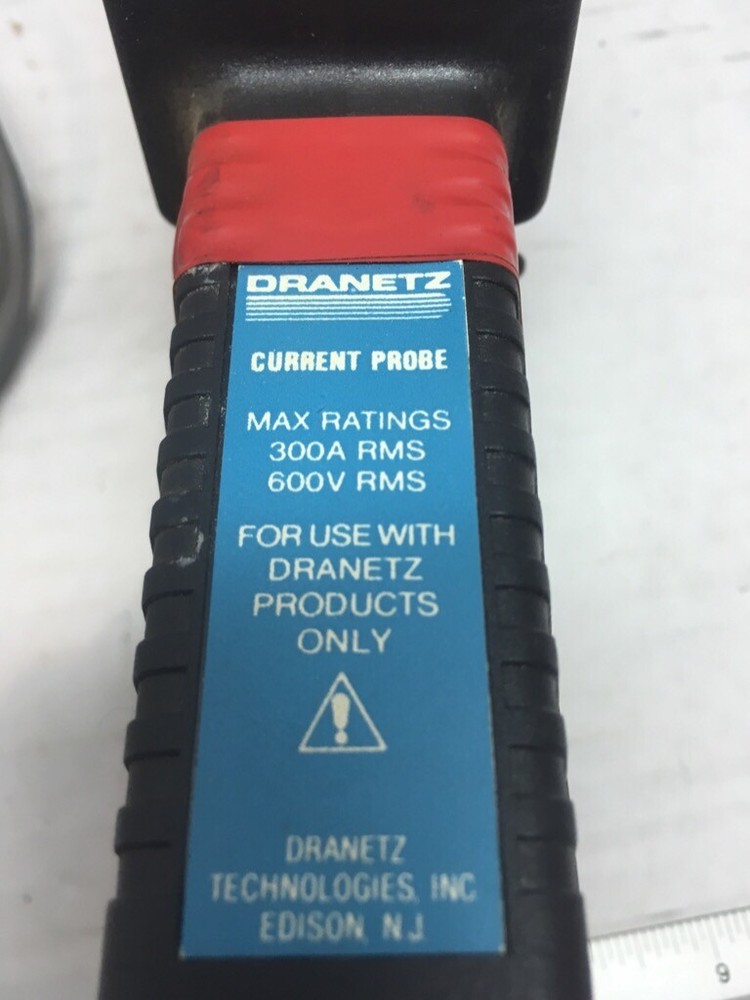 DRANETZ
CURRENT PROBE
MAX RATINGS
300A RMS
600V RMS
FOR USE WITH
DRANETZ
PRODUCTS
ONLY
!
DRANETZ
TECHNOLOGIES, INC
EDISON, N.J.
9